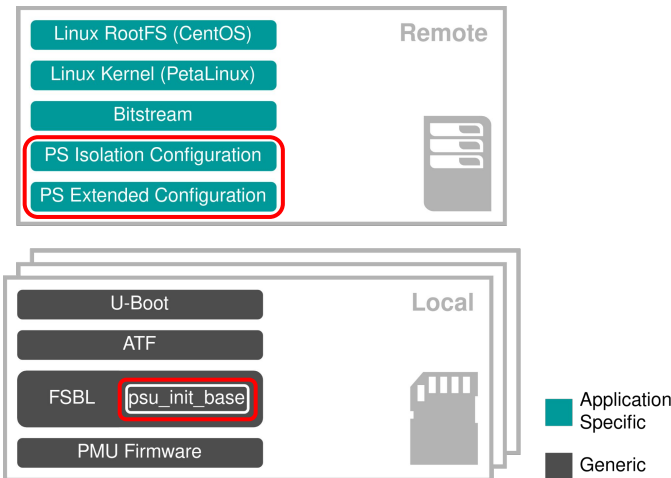 Linux RootFS (CentOS)
Remote
Linux Kernel (PetaLinux)
Bitstream
PS Isolation Configuration
PS Extended Configuration
U-Boot
Local
ATF
FSBL psu_init_base
PMU Firmware
Application
Specific
Generic